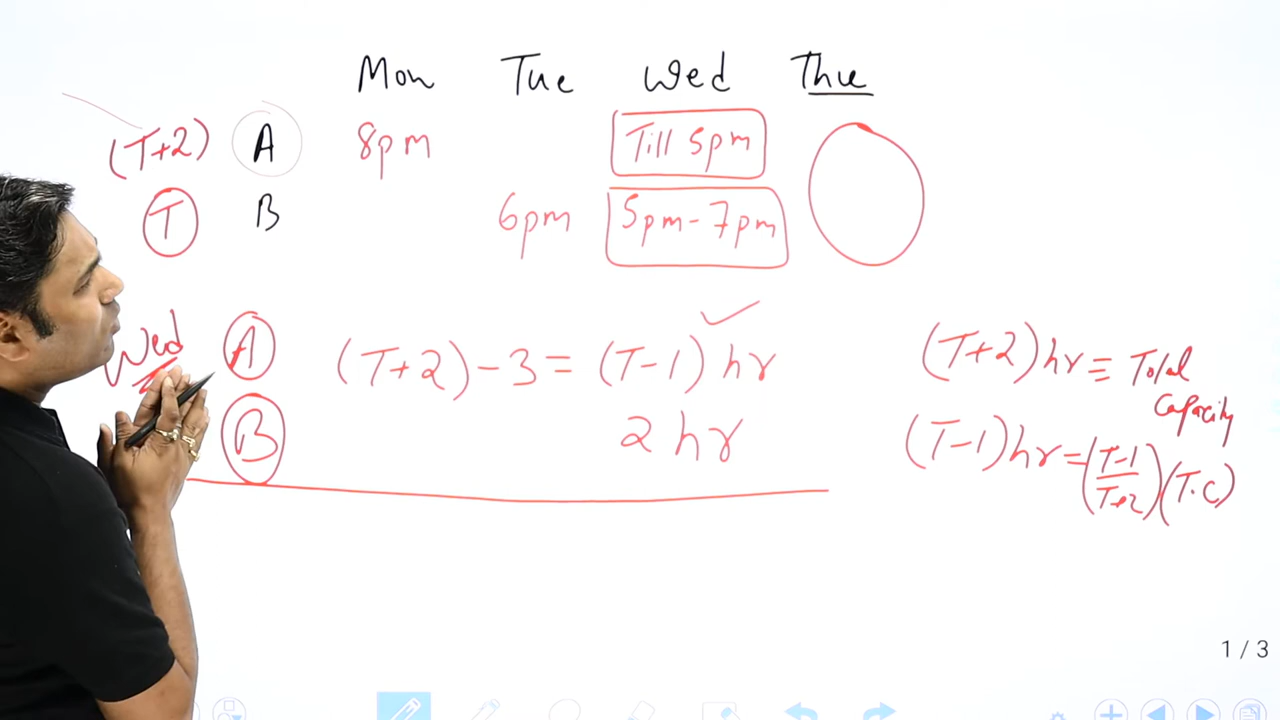 Mon Tue Wed Thu
(T+2) A 8pm Till 5pm
T B 6pm 5pm-7pm
Wed A (T+2)-3=(T-1) hr
B 2 hr
(T+2)hr = Total
capacity
(T-1)hr=(T-1/T+2)(T.C)
1 / 3